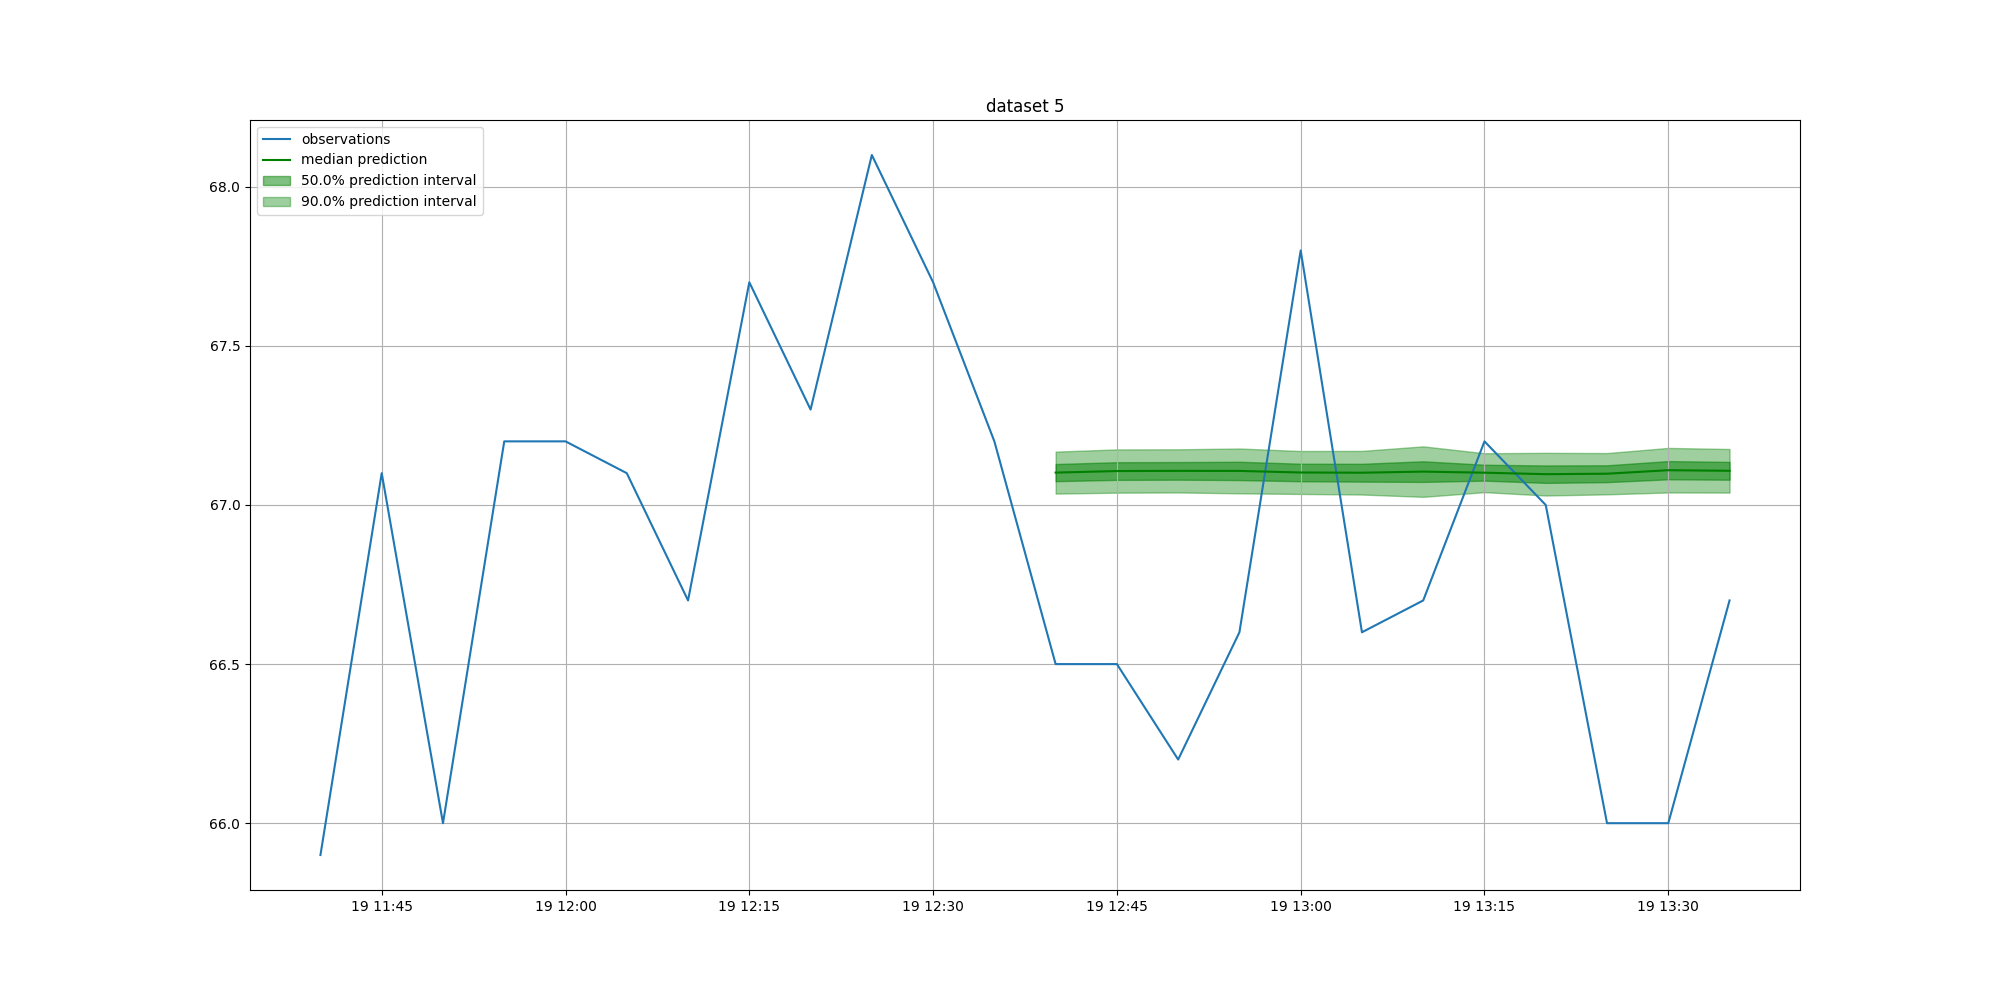 dataset 5
observations
median prediction
50.0% prediction interval
90.0% prediction interval
68.0
67.5
67.0
66.5
66.0
19 11:45
19 12:00
19 12:15
19 12:30
19 12:45
19 13:00
19 13:15
19 13:30